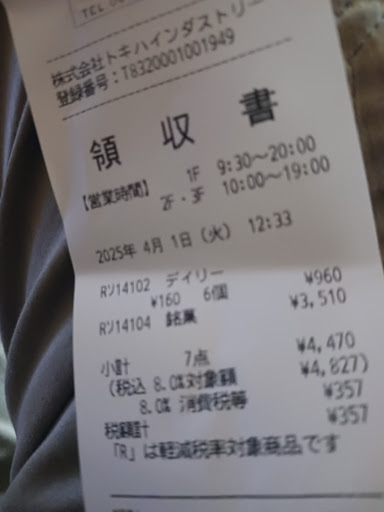 TEL.
株式会社トキハインダストリー
登録番号：T8320001001949
領 収 書
【営業時間】 1F 9:30～20:00
2F・3F 10:00～19:00
2025年 4月 1日（火） 12:33
Rソ14102 デイリー ¥960
¥160 6個
Rソ14104 銘菓 ¥3,510
小計 7点 ¥4,470
（税込 8.0%対象額 ¥4,827）
8.0% 消費税等 ¥357
税額計 ¥357
「R」は軽減税率対象商品です